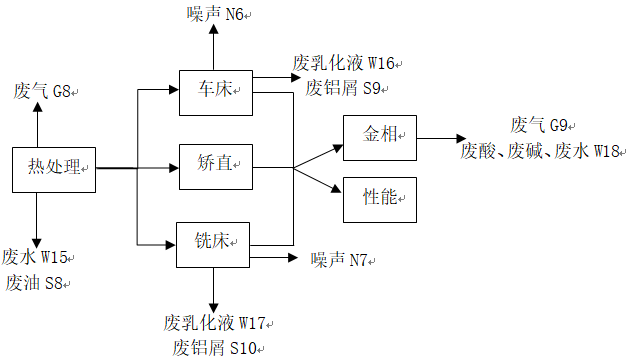 噪声 N6
废乳化液 W16
废铝屑 S9
车床
废气 G8
金相
废气 G9
废酸、废碱、废水 W18
热处理
矫直
性能
铣床
废水 W15
废油 S8
噪声 N7
废乳化液 W17
废铝屑 S10